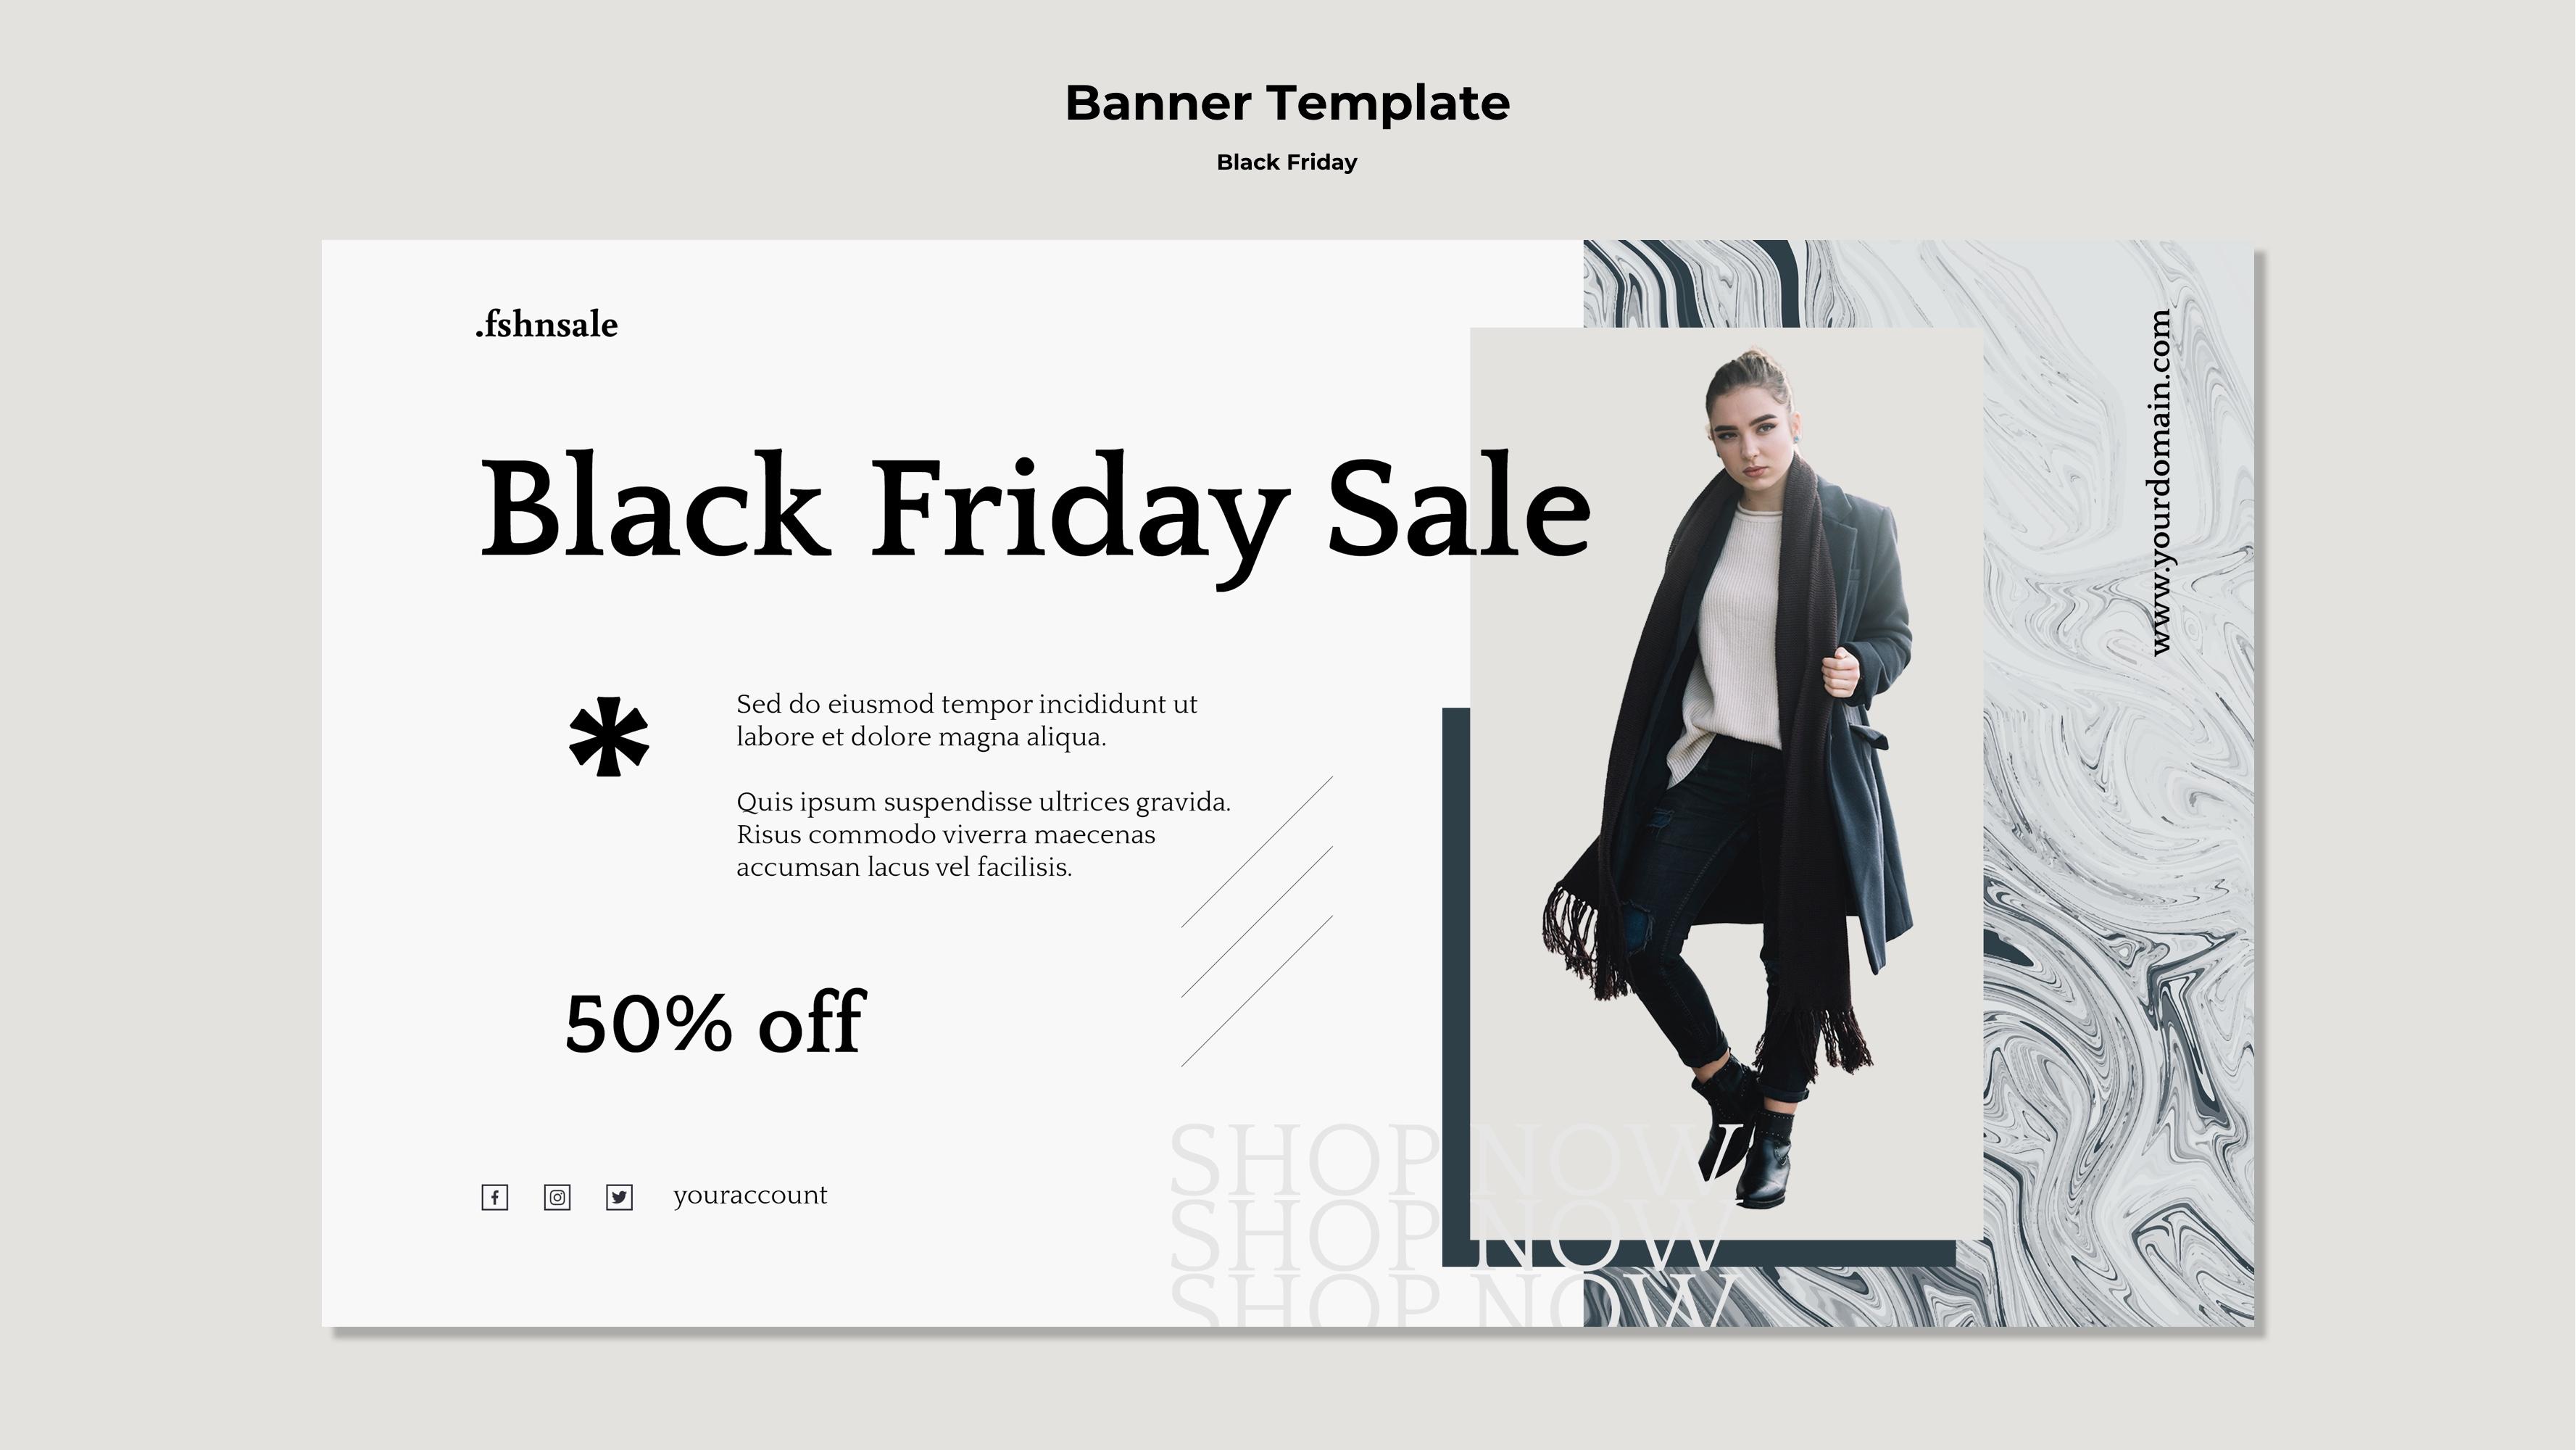 Banner Template
Black Friday
.fshnsale
www.yourdomain.com
Black Friday Sale
*
Sed do eiusmod tempor incididunt ut
labore et dolore magna aliqua.
Quis ipsum suspendisse ultrices gravida.
Risus commodo viverra maecenas
accumsan lacus vel facilisis.
50% off
youraccount
SHOP NOW
SHOP NOW
SHOP NOW